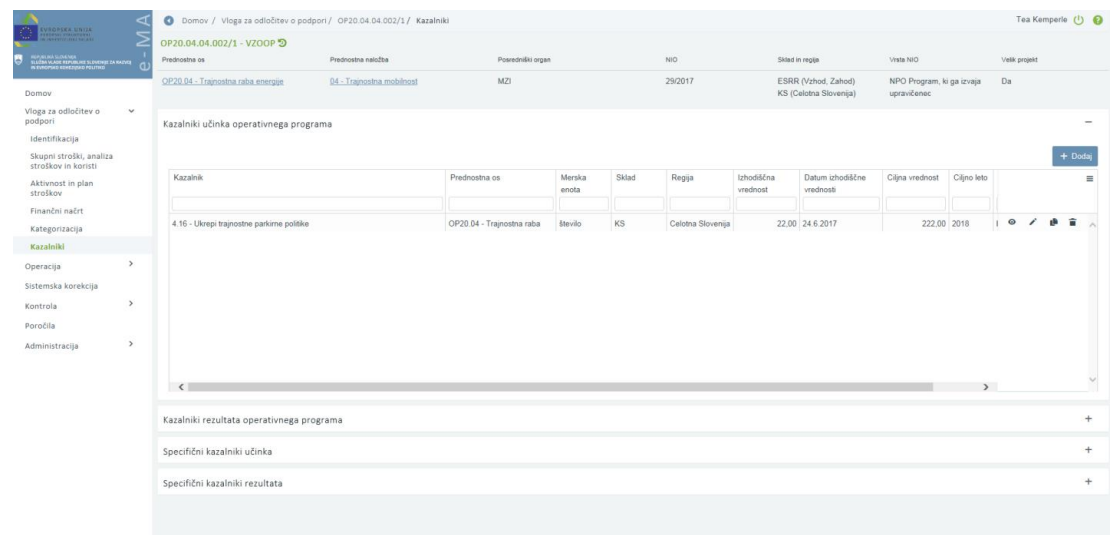 EVROPSKA UNIJA
e-MA
Domov / Vloga za odločitev o podpori / OP20.04.04.002/1 / Kazalniki
Tea Kemperle
OP20.04.04.002/1 - VZOOP
Prednostna os
Prednostna naložba
Posredniški organ
NIO
Sklad in regija
Vrsta NIO
Velik projekt
OP20.04 - Trajnostna raba energije
04 - Trajnostna mobilnost
MZI
29/2017
ESRR (Vzhod, Zahod)
KS (Celotna Slovenija)
NPO Program, ki ga izvaja
upravičenec
Da
Domov
Vloga za odločitev o
podpori
Identifikacija
Skupni stroški, analiza
stroškov in koristi
Aktivnost in plan
stroškov
Finančni načrt
Kategorizacija
Kazalniki
Operacija
Sistemska korekcija
Kontrola
Poročila
Administracija
Kazalniki učinka operativnega programa
+ Dodaj
Kazalnik
Prednostna os
Merska
enota
Sklad
Regija
Izhodiščna
vrednost
Datum izhodiščne
vrednosti
Ciljna vrednost
Ciljno leto
4.16 - Ukrepi trajnostne parkirne politike
OP20.04 - Trajnostna raba
število
KS
Celotna Slovenija
22,00
24.6.2017
222,00
2018
Kazalniki rezultata operativnega programa
Specifični kazalniki učinka
Specifični kazalniki rezultata